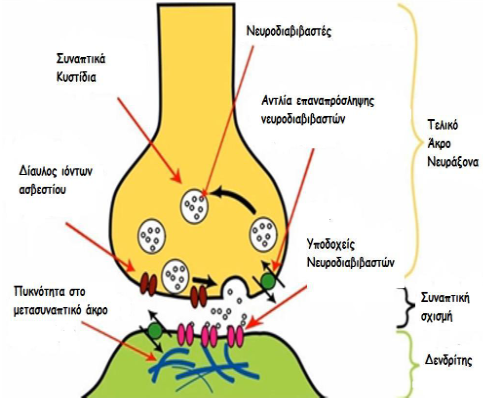 Νευροδιαβιβαστές
Συναπτικά
Κυστίδια
Αντλία επαναπρόσληψης
νευροδιαβιβαστών
Τελικό
Άκρο
Νευράξονα
Δίαυλος ιόντων
ασβεστίου
Υποδοχείς
Νευροδιαβιβαστών
Πυκνότητα στο
μετασυναπτικό άκρο
Συναπτική
σχισμή
Δενδρίτης